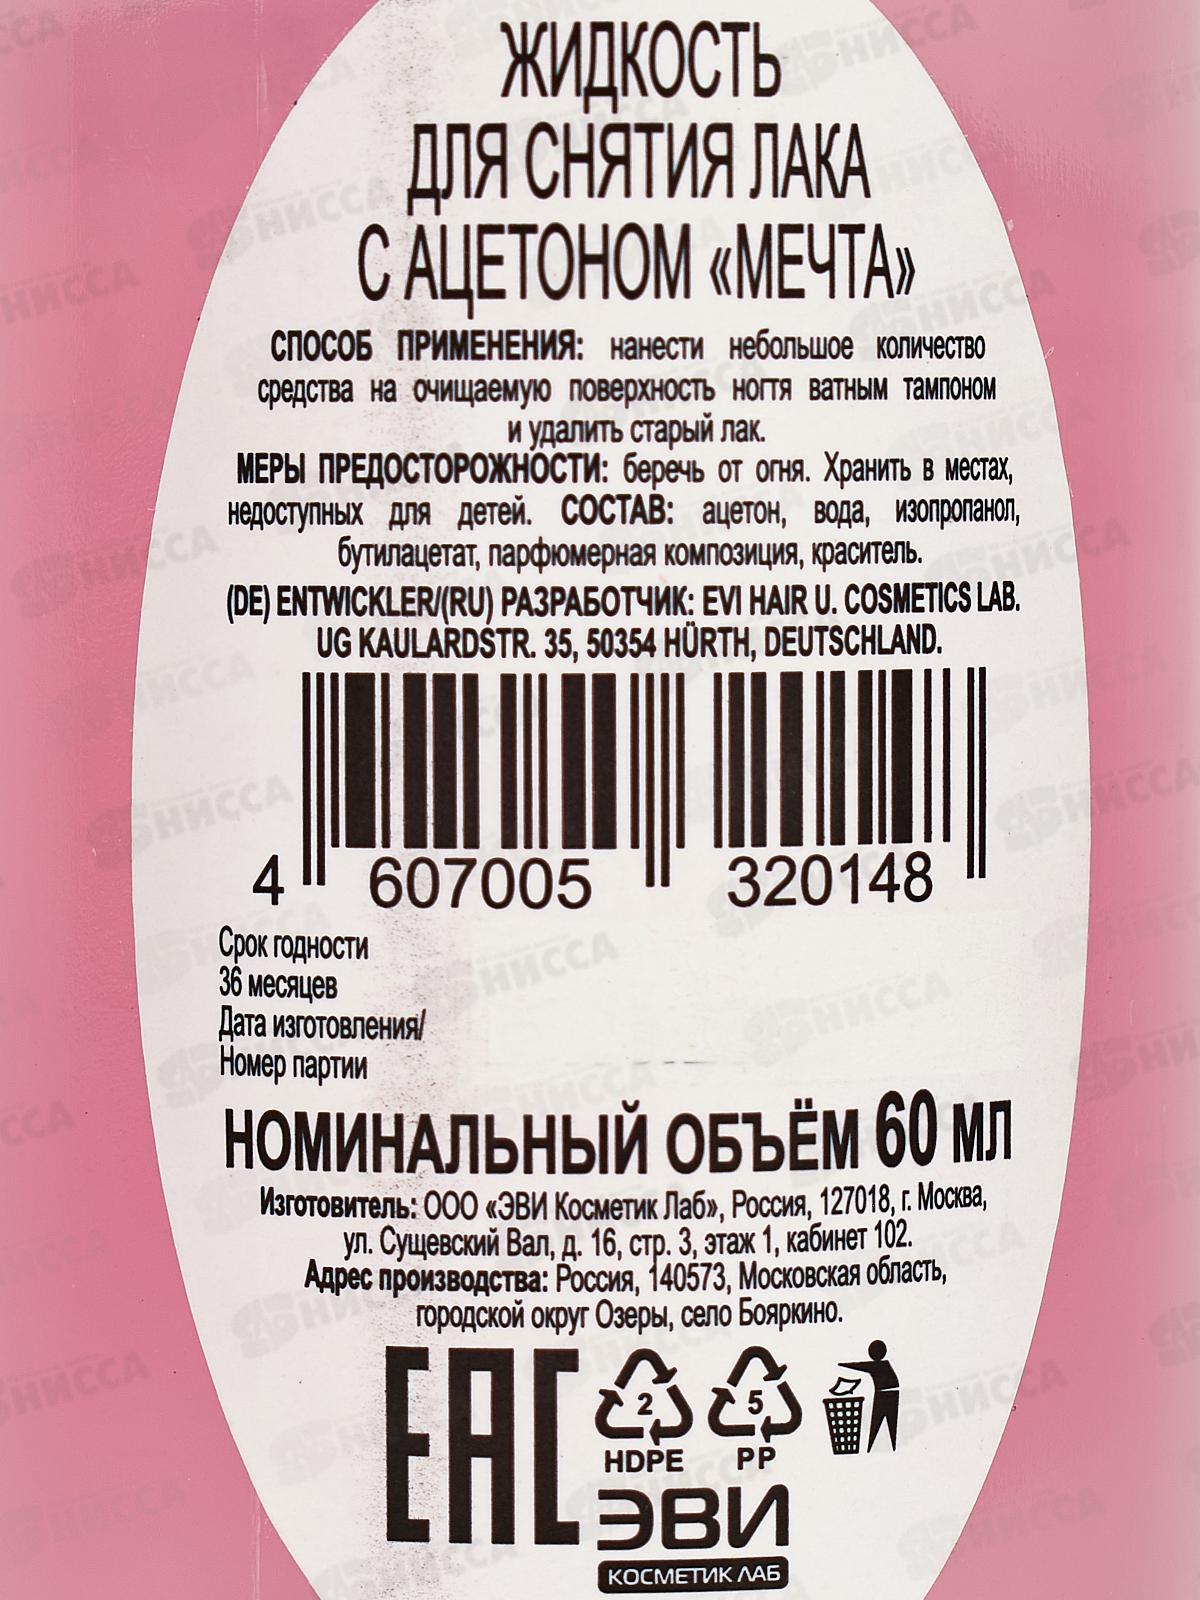 ЖИДКОСТЬ
ДЛЯ СНЯТИЯ ЛАКА
С АЦЕТОНОМ «МЕЧТА»
СПОСОБ ПРИМЕНЕНИЯ: нанести небольшое количество
средства на очищаемую поверхность ногтя ватным тампоном
и удалить старый лак.
МЕРЫ ПРЕДОСТОРОЖНОСТИ: беречь от огня. Хранить в местах,
недоступных для детей. СОСТАВ: ацетон, вода, изопропанол,
бутилацетат, парфюмерная композиция, краситель.
(DE) ENTWICKLER/(RU) РАЗРАБОТЧИК: EVI HAIR U. COSMETICS LAB.
UG KAULARDSTR. 35, 50354 HÜRTH, DEUTSCHLAND.
4 607005 320148
Срок годности
36 месяцев
Дата изготовления/
Номер партии
НОМИНАЛЬНЫЙ ОБЪЁМ 60 МЛ
Изготовитель: ООО «ЭВИ Косметик Лаб», Россия, 127018, г. Москва,
ул. Сущевский Вал, д. 16, стр. 3, этаж 1, кабинет 102.
Адрес производства: Россия, 140573, Московская область,
городской округ Озеры, село Бояркино.
ЕАС
2 5
HDPE PP
ЭВИ
КОСМЕТИК ЛАБ